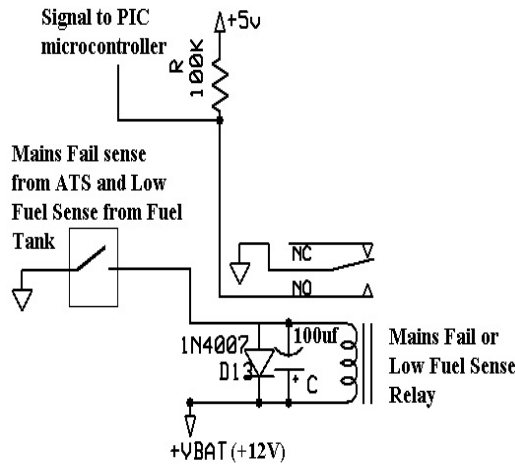 Signal to PIC
microcontroller
+5v
R
100K
Mains Fail sense
from ATS and Low
Fuel Sense from Fuel
Tank
NC
NO
1N4007
D13
100uf
+ C
Mains Fail or
Low Fuel Sense
Relay
+VBAT (+12V)